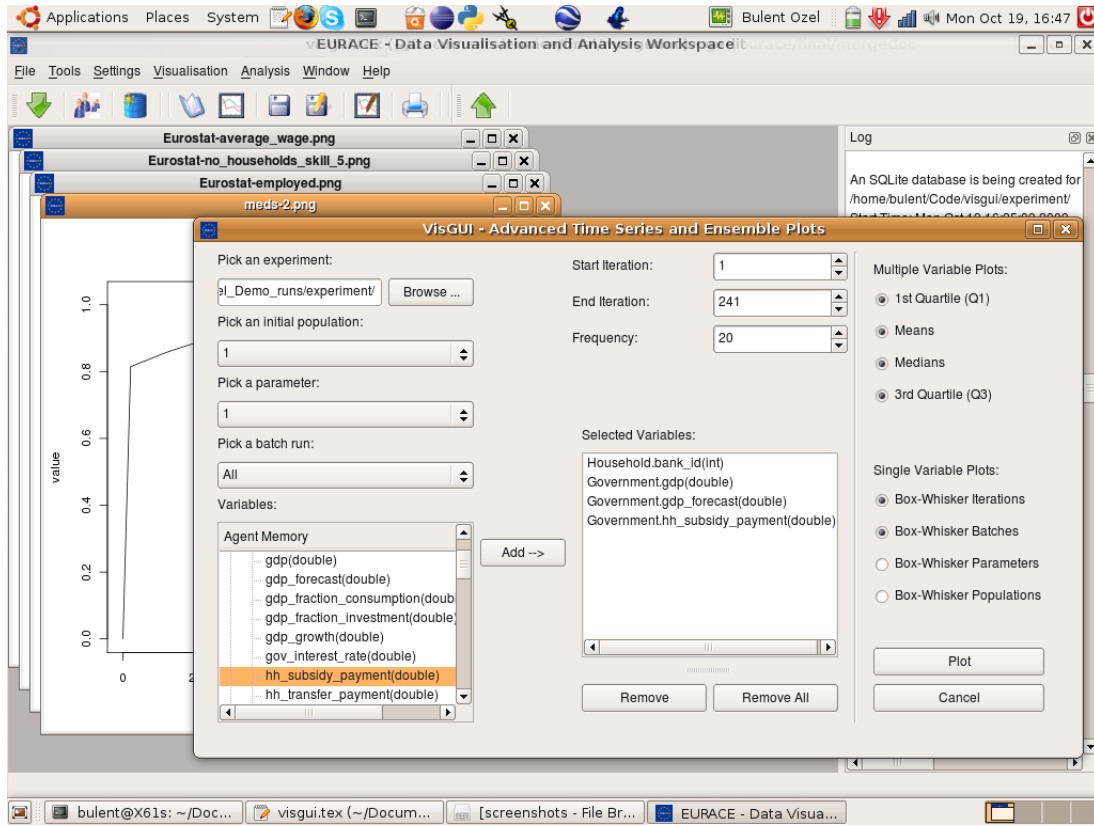 Applications Places System
Bulent Ozel
Mon Oct 19, 16:47
EURACE - Data Visualisation and Analysis Workspace
File Tools Settings Visualisation Analysis Window Help
Eurostat-average_wage.png
Eurostat-no_households_skill_5.png
Eurostat-employed.png
meds-2.png
value
0.0 0.2 0.4 0.6 0.8 1.0
0
Log
An SQLite database is being created for
/home/bulent/Code/visgui/experiment/
VisGUI - Advanced Time Series and Ensemble Plots
Pick an experiment:
el_Demo_runs/experiment/
Browse ...
Pick an initial population:
1
Pick a parameter:
1
Pick a batch run:
All
Variables:
Agent Memory
gdp(double)
gdp_forecast(double)
gdp_fraction_consumption(doubl
gdp_fraction_investment(double)
gdp_growth(double)
gov_interest_rate(double)
hh_subsidy_payment(double)
hh_transfer_payment(double)
Add -->
Start Iteration:
1
End Iteration:
241
Frequency:
20
Selected Variables:
Household.bank_id(int)
Government.gdp(double)
Government.gdp_forecast(double)
Government.hh_subsidy_payment(double)
Remove
Remove All
Multiple Variable Plots:
1st Quartile (Q1)
Means
Medians
3rd Quartile (Q3)
Single Variable Plots:
Box-Whisker Iterations
Box-Whisker Batches
Box-Whisker Parameters
Box-Whisker Populations
Plot
Cancel
bulent@X61s: ~/Doc...
visgui.tex (~/Docum...
[screenshots - File Br...
EURACE - Data Visua...